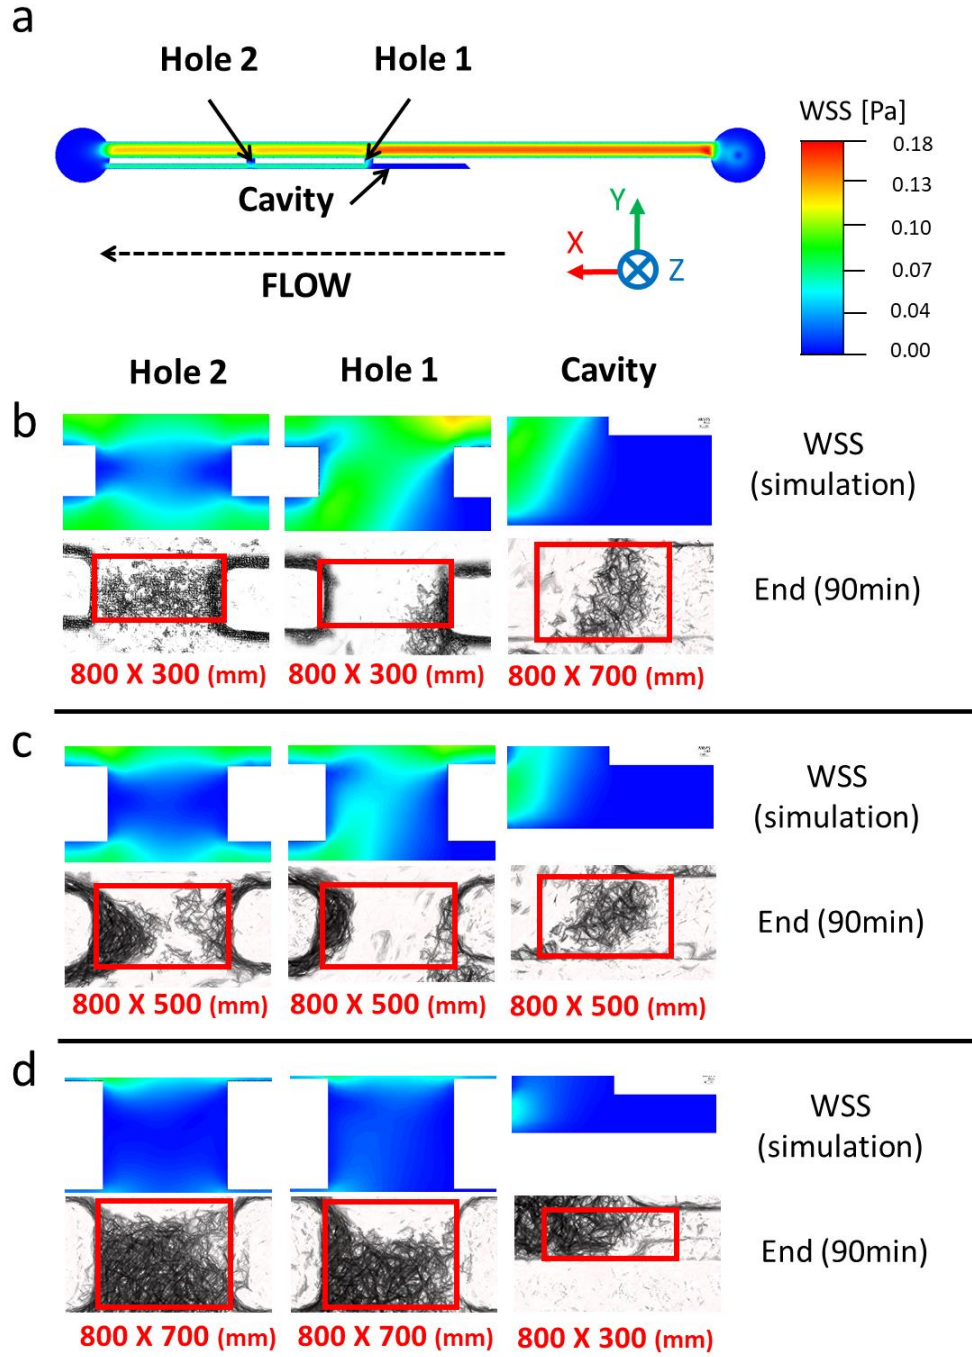 a
Hole 2
Hole 1
WSS [Pa]
0.18
0.13
0.10
0.07
0.04
0.00
Cavity
Y
X
Z
FLOW
Hole 2
Hole 1
Cavity
b
WSS
(simulation)
End (90min)
800 X 300 (mm)
800 X 300 (mm)
800 X 700 (mm)
c
WSS
(simulation)
End (90min)
800 X 500 (mm)
800 X 500 (mm)
800 X 500 (mm)
d
WSS
(simulation)
End (90min)
800 X 700 (mm)
800 X 700 (mm)
800 X 300 (mm)